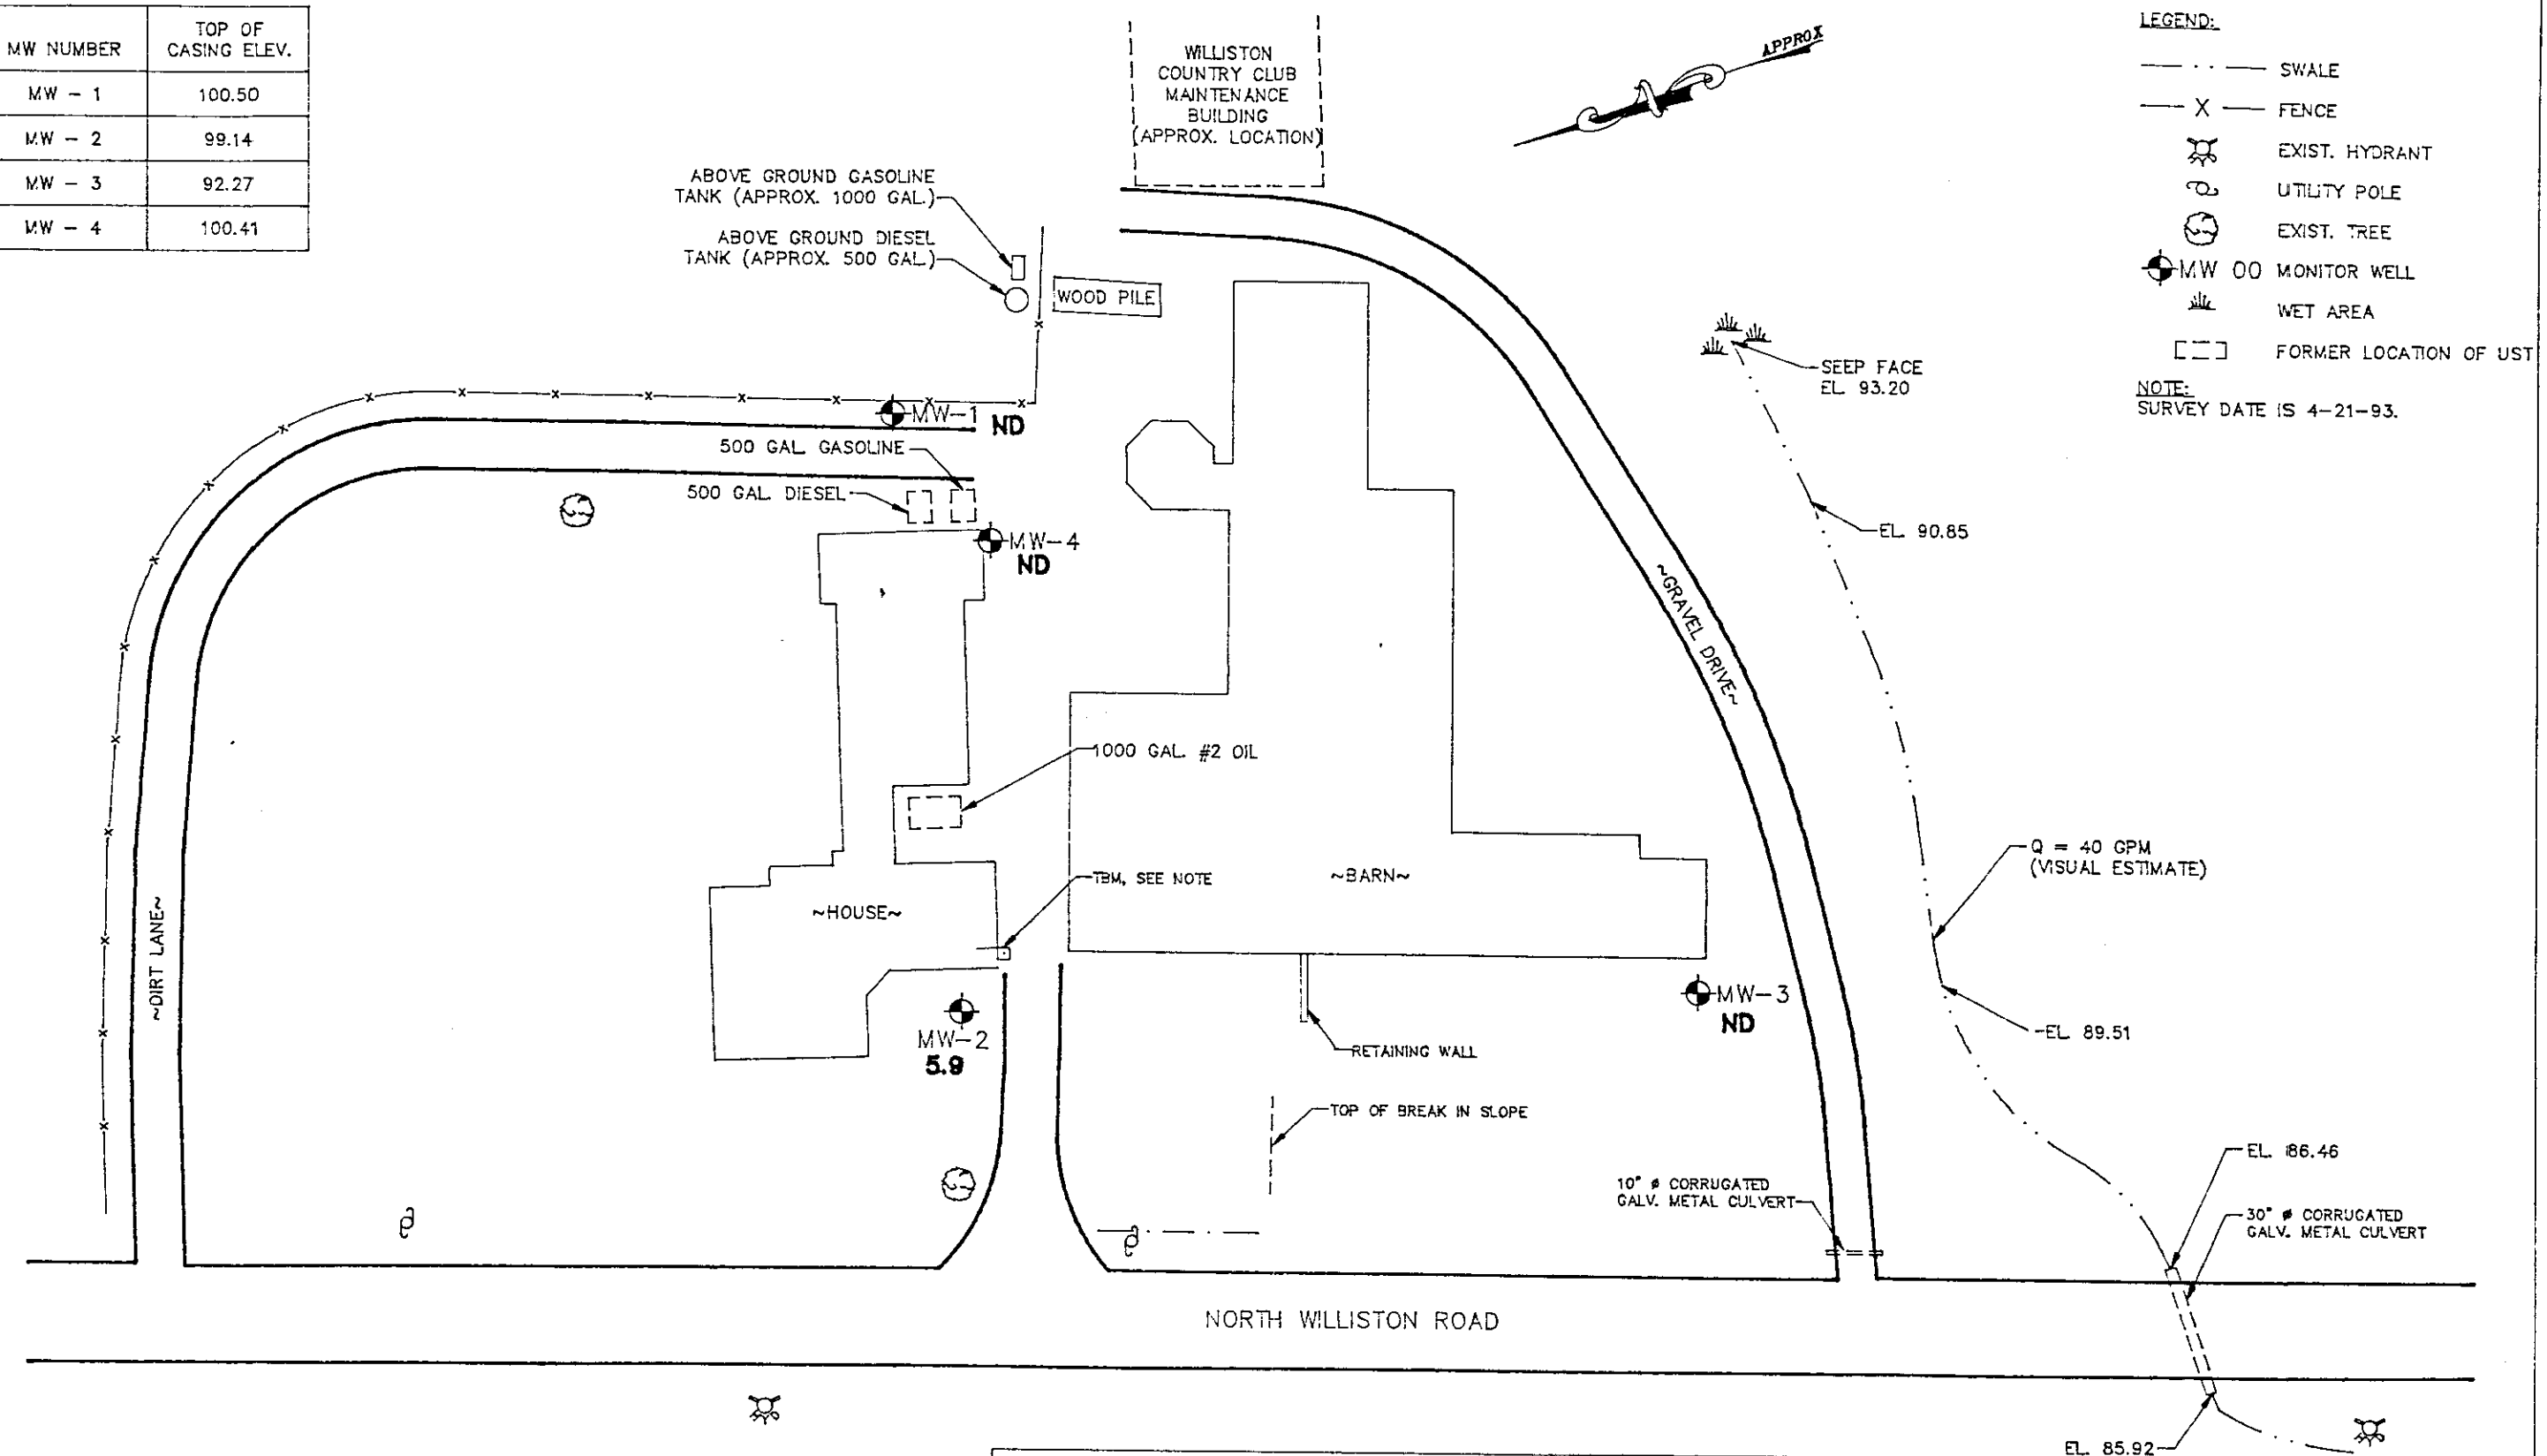 MW NUMBER
TOP OF
CASING ELEV.
MW - 1
100.50
MW - 2
99.14
MW - 3
92.27
MW - 4
100.41
WILLISTON
COUNTRY CLUB
MAINTENANCE
BUILDING
(APPROX. LOCATION)
APPROX
LEGEND:
SWALE
X
FENCE
EXIST. HYDRANT
UTILITY POLE
EXIST. TREE
MW 00 MONITOR WELL
WET AREA
FORMER LOCATION OF UST
NOTE:
SURVEY DATE IS 4-21-93.
ABOVE GROUND GASOLINE
TANK (APPROX. 1000 GAL.)
ABOVE GROUND DIESEL
TANK (APPROX. 500 GAL.)
WOOD PILE
SEEP FACE
EL. 93.20
MW-1
ND
500 GAL. GASOLINE
500 GAL. DIESEL
MW-4
ND
EL. 90.85
~GRAVEL DRIVE~
1000 GAL. #2 OIL
TBM, SEE NOTE
~BARN~
~HOUSE~
~DIRT LANE~
Q = 40 GPM
(VISUAL ESTIMATE)
MW-2
5.9
MW-3
ND
EL. 89.51
RETAINING WALL
TOP OF BREAK IN SLOPE
10" ø CORRUGATED
GALV. METAL CULVERT
EL. 86.46
30" ø CORRUGATED
GALV. METAL CULVERT
NORTH WILLISTON ROAD
EL. 85.92